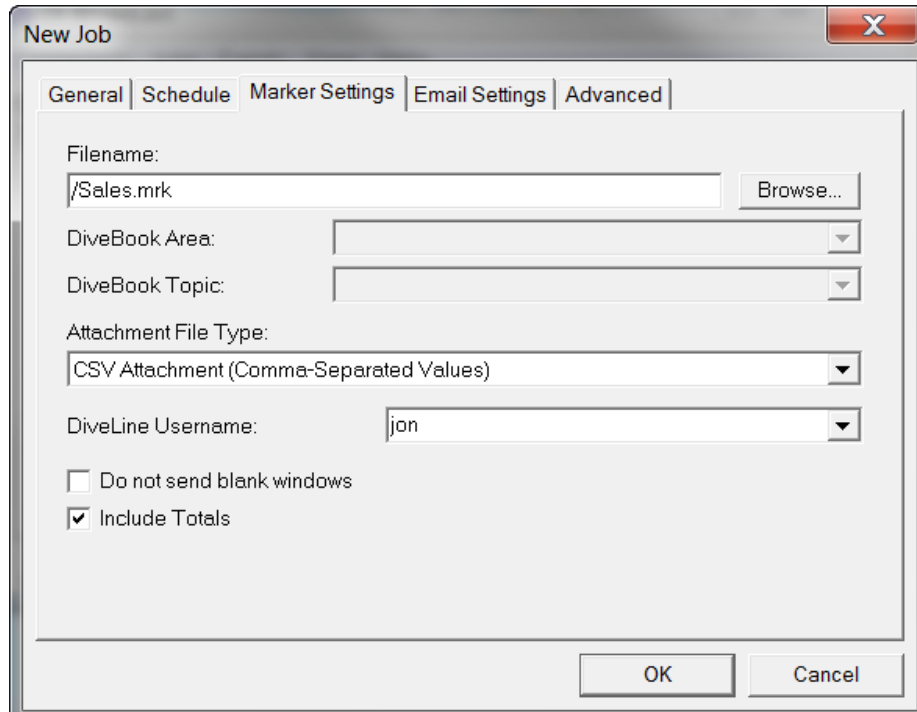 New Job
General Schedule Marker Settings Email Settings Advanced
Filename:
/Sales.mrk Browse...
DiveBook Area:
DiveBook Topic:
Attachment File Type:
CSV Attachment (Comma-Separated Values)
DiveLine Username: jon
Do not send blank windows
Include Totals
OK Cancel